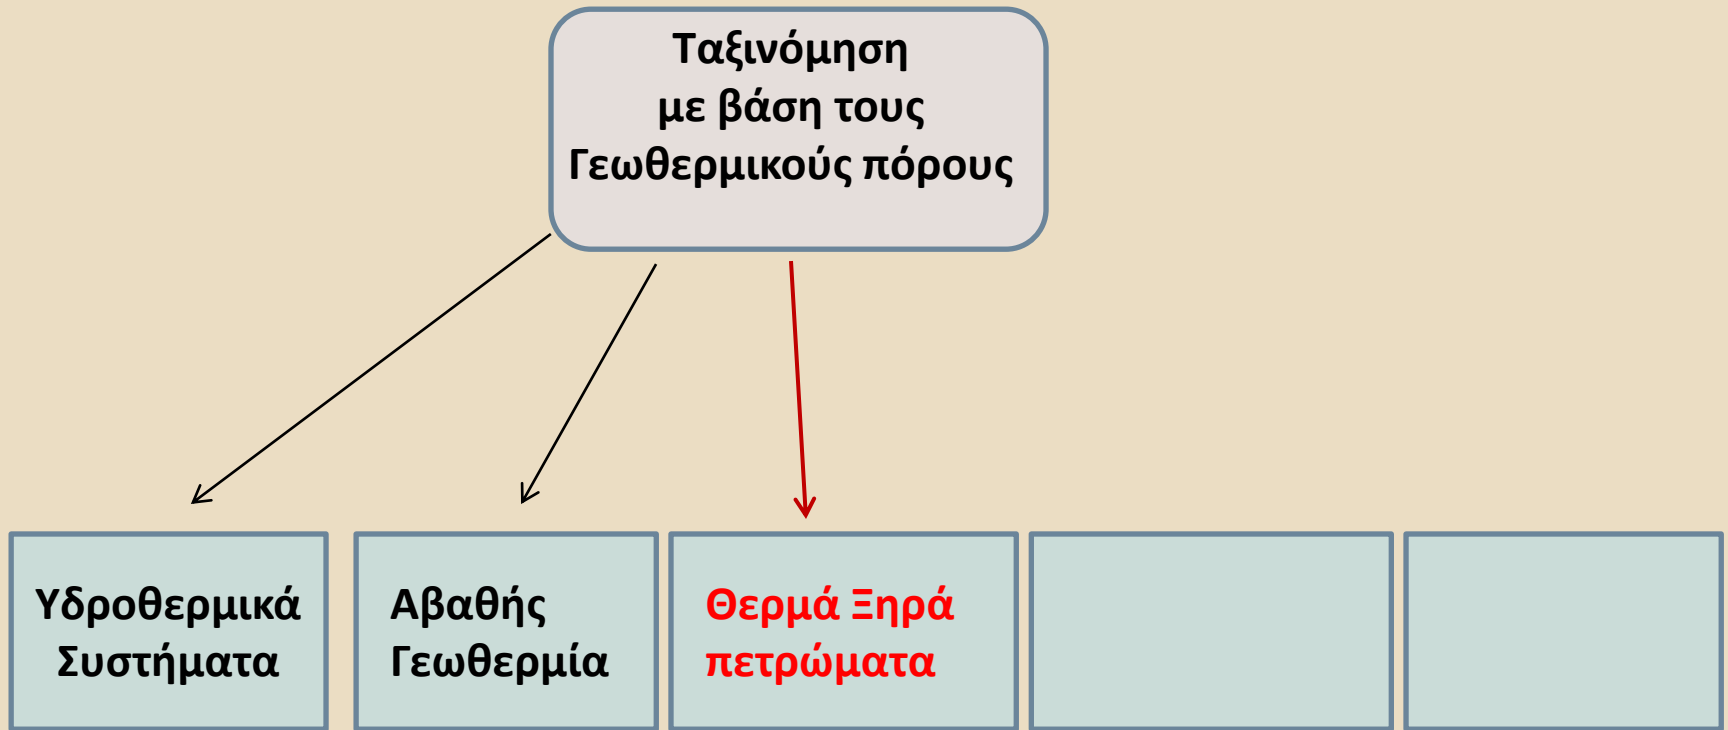 Ταξινόμηση
με βάση τους
Γεωθερμικούς πόρους
Υδροθερμικά
Συστήματα
Αβαθής
Γεωθερμία
Θερμά Ξηρά
πετρώματα